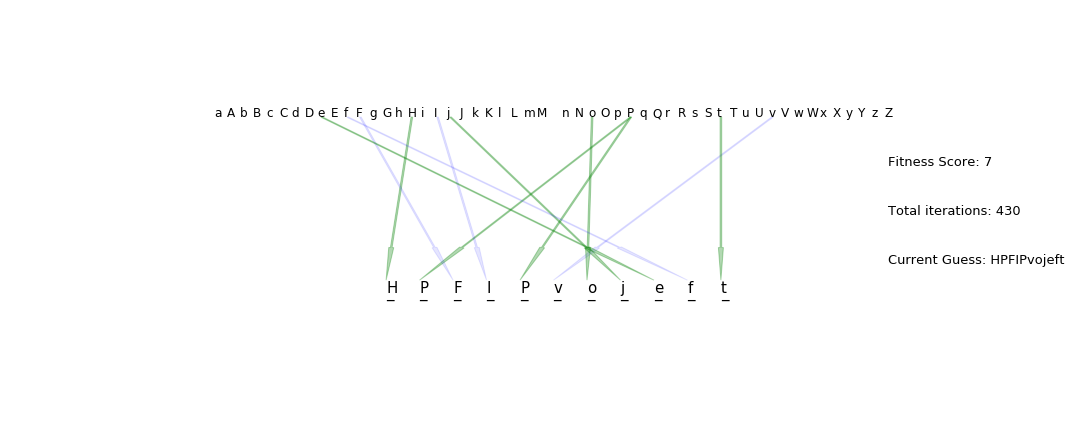 a A b B c C d D e E f F g G h H i I j J k K l L m M n N o O p P q Q r R s S t T u U v V w W x X y Y z Z
Fitness Score: 7
Total iterations: 430
Current Guess: HPFIPvojeft
H P F I P v o j e f t